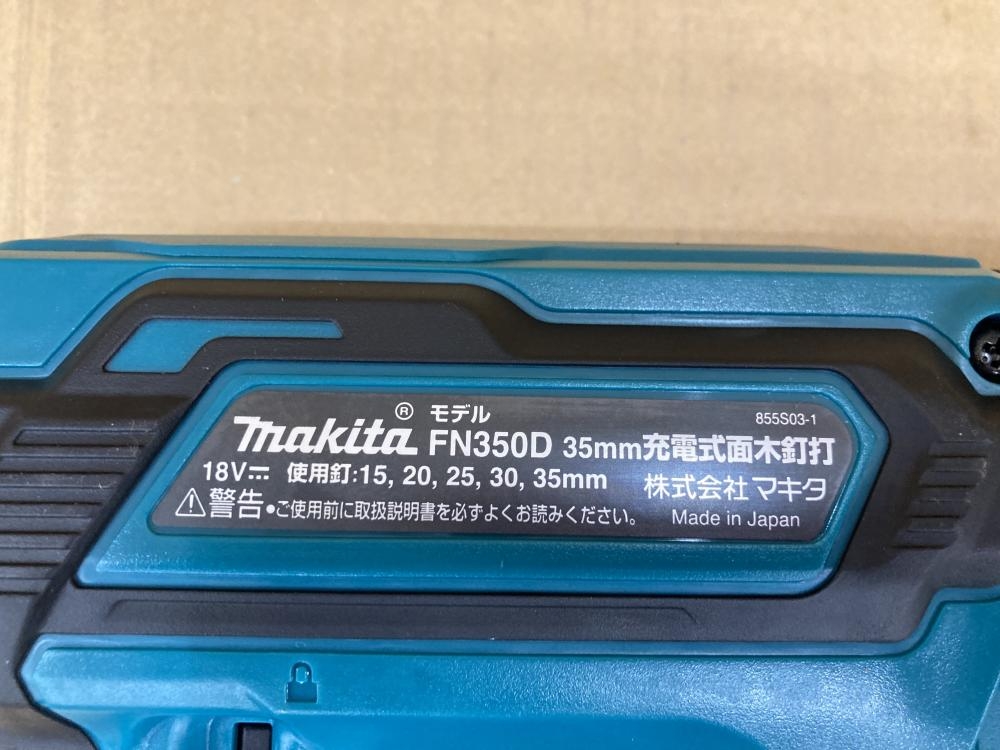 855S03-1
makita® モデル FN350D 35mm充電式面木釘打
18V⎓ 使用釘:15, 20, 25, 30, 35mm 株式会社マキタ
⚠警告•ご使用前に取扱説明書を必ずよくお読みください。 Made in Japan